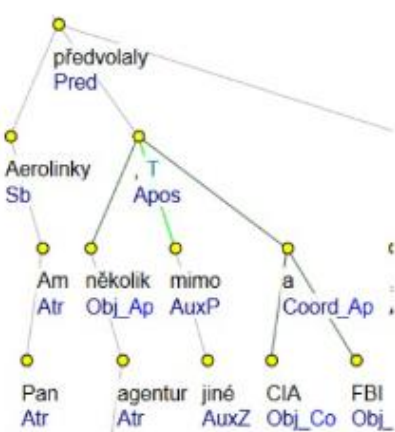 předvolaly
Pred
Aerolinky , T
Sb Apos
Am několik mimo a
Atr Obj_Ap AuxP Coord_Ap
Pan agentur jiné CIA FBI
Atr Atr AuxZ Obj_Co Obj_